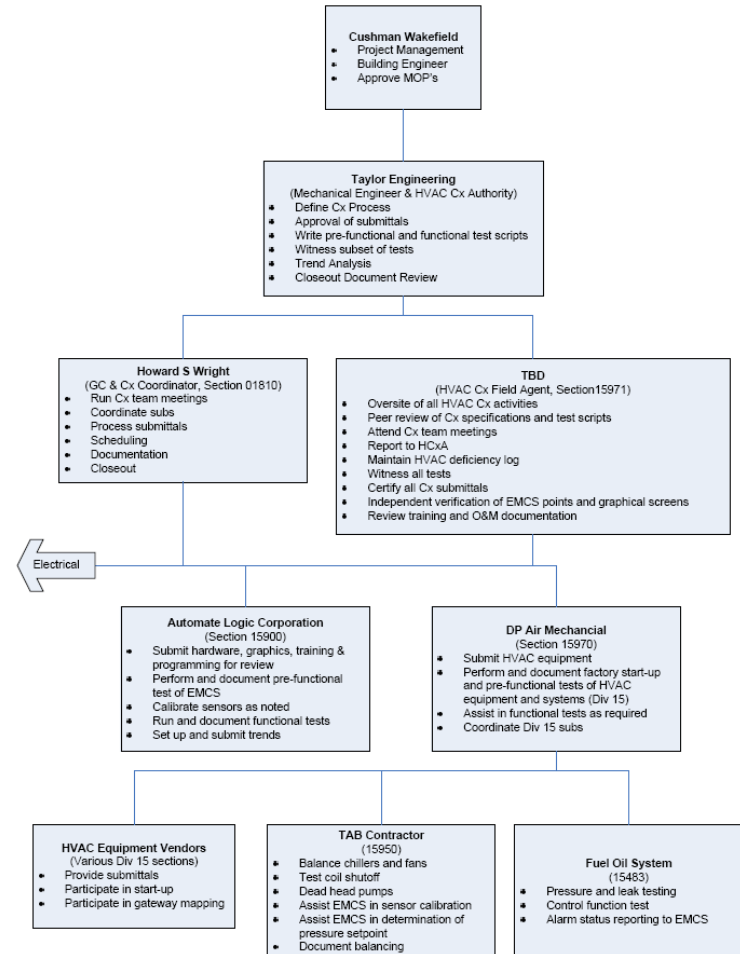 Cushman Wakefield
Project Management
Building Engineer
Approve MOP's
Taylor Engineering
(Mechanical Engineer & HVAC Cx Authority)
Define Cx Process
Approval of submittals
Write pre-functional and functional test scripts
Witness subset of tests
Trend Analysis
Closeout Document Review
Howard S Wright
(GC & Cx Coordinator, Section 01810)
Run Cx team meetings
Coordinate subs
Process submittals
Scheduling
Documentation
Closeout
TBD
(HVAC Cx Field Agent, Section15971)
Oversite of all HVAC Cx activities
Peer review of Cx specifications and test scripts
Attend Cx team meetings
Report to HCxA
Maintain HVAC deficiency log
Witness all tests
Certify all Cx submittals
Independent verification of EMCS points and graphical screens
Review training and O&M documentation
Electrical
Automate Logic Corporation
(Section 15900)
Submit hardware, graphics, training &
programming for review
Perform and document pre-functional
test of EMCS
Calibrate sensors as noted
Run and document functional tests
Set up and submit trends
DP Air Mechancial
(Section 15970)
Submit HVAC equipment
Perform and document factory start-up
and pre-functional tests of HVAC
equipment and systems (Div 15)
Assist in functional tests as required
Coordinate Div 15 subs
HVAC Equipment Vendors
(Various Div 15 sections)
Provide submittals
Participate in start-up
Participate in gateway mapping
TAB Contractor
(15950)
Balance chillers and fans
Test coil shutoff
Dead head pumps
Assist EMCS in sensor calibration
Assist EMCS in determination of
pressure setpoint
Document balancing
Fuel Oil System
(15483)
Pressure and leak testing
Control function test
Alarm status reporting to EMCS